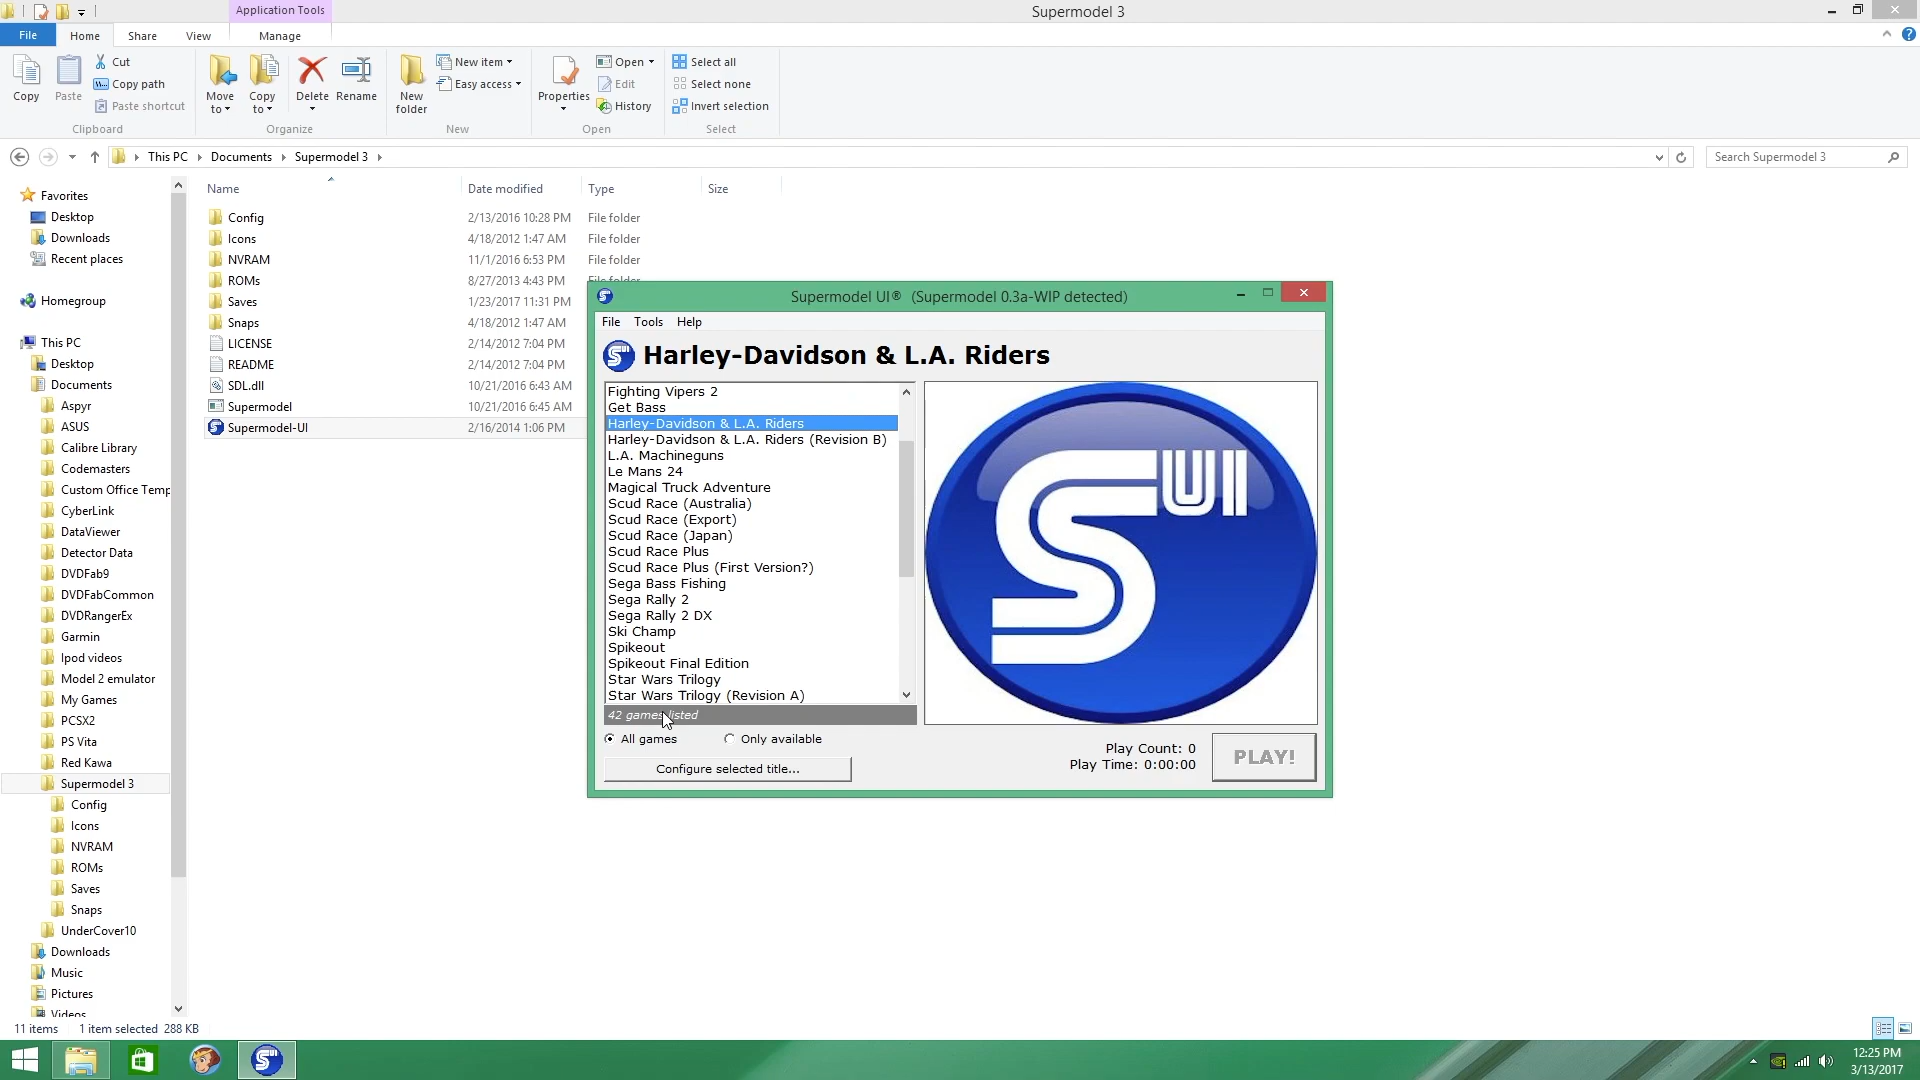 Application Tools
Supermodel 3
File
Home
Share
View
Manage
Copy
Paste
Cut
Copy path
Paste shortcut
Clipboard
Move to
Copy to
Delete
Rename
Organize
New folder
New item
Easy access
New
Properties
Open
Edit
History
Open
Select all
Select none
Invert selection
Select
This PC
Documents
Supermodel 3
Search Supermodel 3
Favorites
Desktop
Downloads
Recent places
Homegroup
This PC
Desktop
Documents
Aspyr
ASUS
Calibre Library
Codemasters
Custom Office Temp
CyberLink
DataViewer
Detector Data
DVDFab9
DVDFabCommon
DVDRangerEx
Garmin
Ipod videos
Model 2 emulator
My Games
PCSX2
PS Vita
Red Kawa
Supermodel 3
Config
Icons
NVRAM
ROMs
Saves
Snaps
UnderCover10
Downloads
Music
Pictures
Videos
Name Date modified Type Size
Config 2/13/2016 10:28 PM File folder
Icons 4/18/2012 1:47 AM File folder
NVRAM 11/1/2016 6:53 PM File folder
ROMs 8/27/2013 4:43 PM File folder
Saves 1/23/2017 11:31 PM
Snaps 4/18/2012 1:47 AM
LICENSE 2/14/2012 7:04 PM
README 2/14/2012 7:04 PM
SDL.dll 10/21/2016 6:43 AM
Supermodel 10/21/2016 6:45 AM
Supermodel-UI 2/16/2014 1:06 PM
Supermodel UI® (Supermodel 0.3a-WIP detected)
File Tools Help
SUI
Harley-Davidson & L.A. Riders
Fighting Vipers 2
Get Bass
Harley-Davidson & L.A. Riders
Harley-Davidson & L.A. Riders (Revision B)
L.A. Machineguns
Le Mans 24
Magical Truck Adventure
Scud Race (Australia)
Scud Race (Export)
Scud Race (Japan)
Scud Race Plus
Scud Race Plus (First Version?)
Sega Bass Fishing
Sega Rally 2
Sega Rally 2 DX
Ski Champ
Spikeout
Spikeout Final Edition
Star Wars Trilogy
Star Wars Trilogy (Revision A)
42 games listed
All games
Only available
Configure selected title...
SUI
Play Count: 0
Play Time: 0:00:00
PLAY!
11 items 1 item selected 288 KB
SUI
12:25 PM
3/13/2017